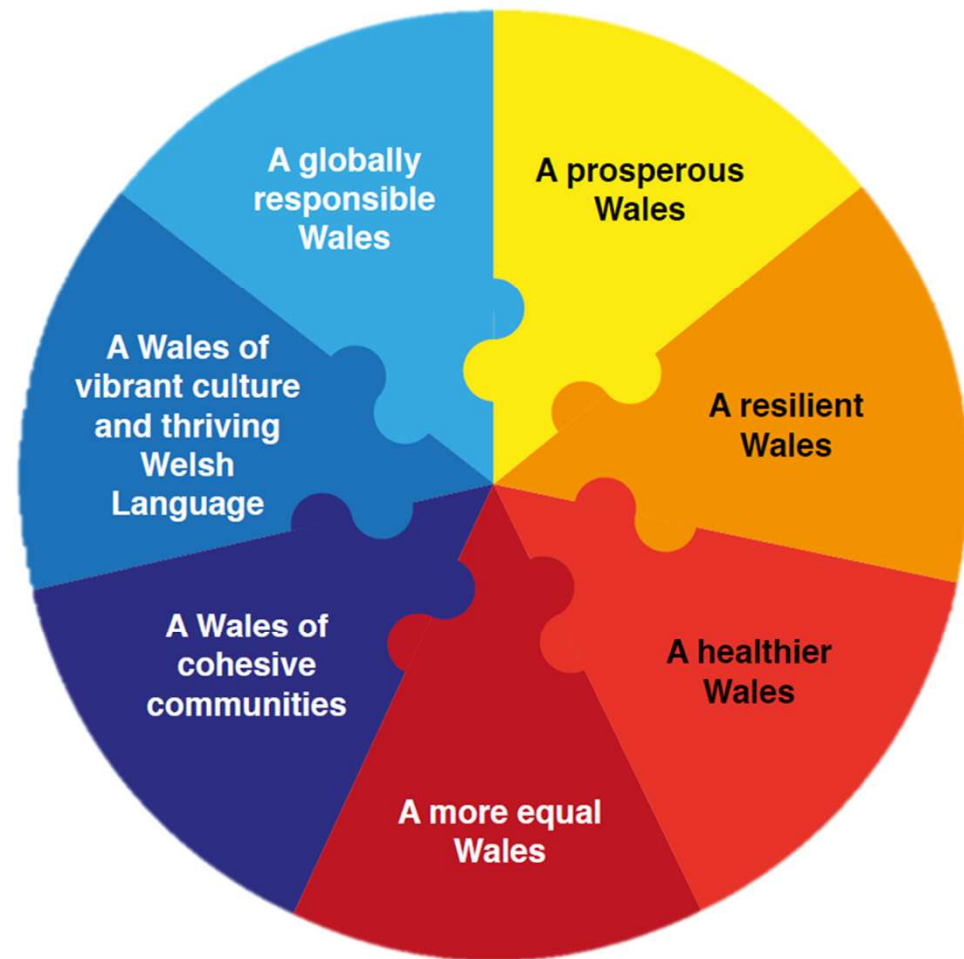 A prosperous
Wales
A resilient
Wales
A healthier
Wales
A more equal
Wales
A Wales of
cohesive
communities
A Wales of
vibrant culture
and thriving
Welsh
Language
A globally
responsible
Wales